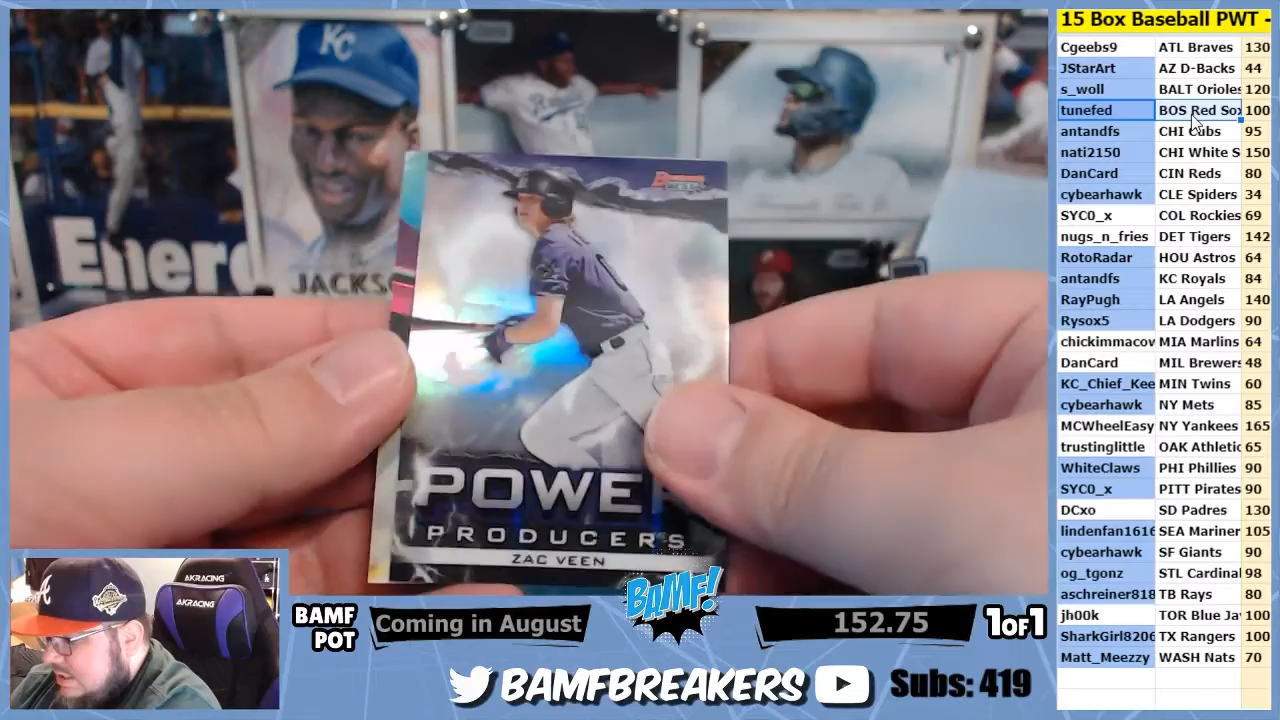 15 Box Baseball PWT -
Cgeebs9 ATL Braves 130
JStarArt AZ D-Backs 44
s_woll BALT Orioles 120
tunefed BOS Red Sox 100
antandfs CHI Cubs 95
nati2150 CHI White S 150
DanCard CIN Reds 80
cybearhawk CLE Spiders 34
SYC0_x COL Rockies 69
nugs_n_fries DET Tigers 142
RotoRadar HOU Astros 64
antandfs KC Royals 84
RayPugh LA Angels 140
Rysox5 LA Dodgers 90
chickimmacov MIA Marlins 64
DanCard MIL Brewers 48
KC_Chief_Kee MIN Twins 60
cybearhawk NY Mets 85
MCWheelEasy NY Yankees 165
trustinglittle OAK Athletic 65
WhiteClaws PHI Phillies 90
SYC0_x PITT Pirates 90
DCxo SD Padres 130
lindenfan1616 SEA Mariner 105
cybearhawk SF Giants 90
og_tgonz STL Cardinal 98
aschreiner818 TB Rays 80
jh00k TOR Blue Ja 100
SharkGirl8206 TX Rangers 100
Matt_Meezzy WASH Nats 70
KC
Enero
JACKS
POWER
PRODUCERS
ZAC VEEN
AKRACING
AKRACING
A
BAMF POT
Coming in August
BAMF!
152.75
1OF1
BAMFBREAKERS
Subs: 419